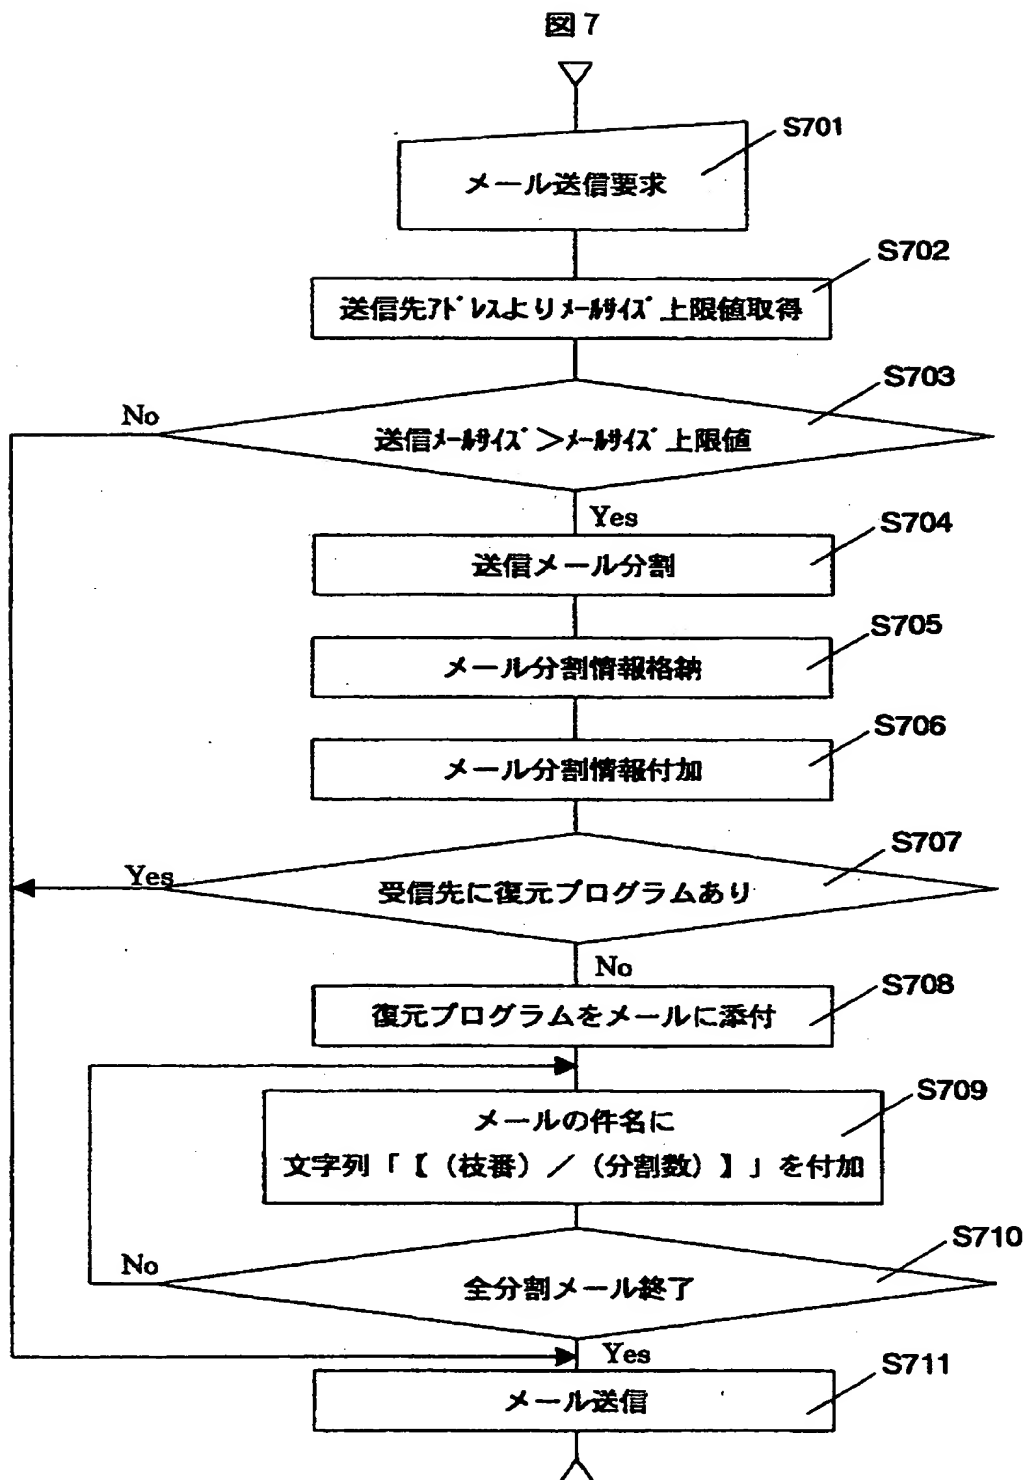 図7
S701
メール送信要求
S702
送信先ｱﾄﾞﾚｽよりﾒｰﾙｻｲｽﾞ上限値取得
S703
No
送信ﾒｰﾙｻｲｽﾞ＞ﾒｰﾙｻｲｽﾞ上限値
Yes
S704
送信メール分割
S705
メール分割情報格納
S706
メール分割情報付加
S707
Yes
受信先に復元プログラムあり
No
S708
復元プログラムをメールに添付
S709
メールの件名に
文字列「【（枝番）／（分割数）】」を付加
S710
No
全分割メール終了
Yes
S711
メール送信